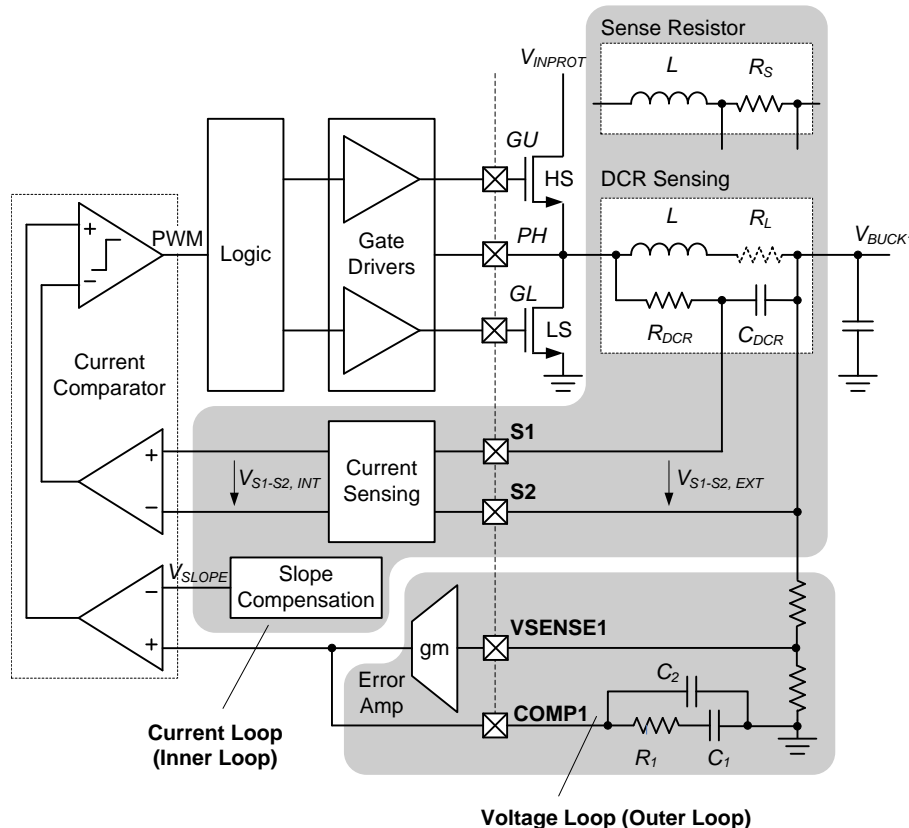 Sense Resistor
L
R_S
V_INPROT
GU
HS
DCR Sensing
L
R_L
V_BUCK1
PH
GL
LS
R_DCR
C_DCR
PWM
Logic
Gate
Drivers
+
−
Current
Comparator
+
−
V_S1-S2, INT
Current
Sensing
S1
S2
V_S1-S2, EXT
V_SLOPE
Slope
Compensation
−
+
gm
Error
Amp
VSENSE1
COMP1
C_2
R_1
C_1
Current Loop
(Inner Loop)
Voltage Loop (Outer Loop)